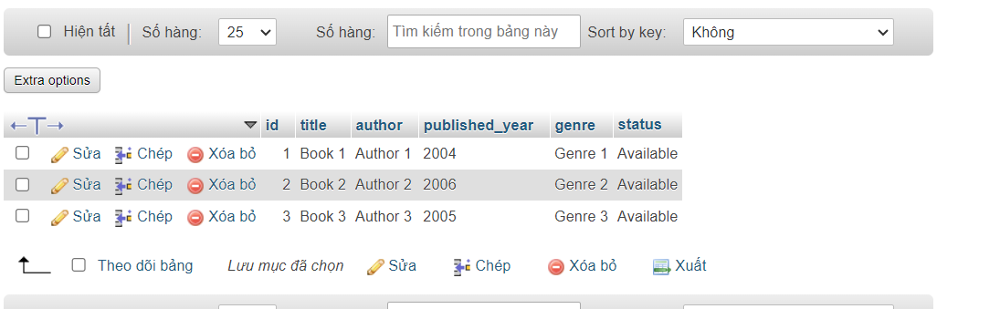 Hiện tất Số hàng: 25 Số hàng: Tìm kiếm trong bảng này Sort by key: Không
Extra options
id title author published_year genre status
Sửa Chép Xóa bỏ 1 Book 1 Author 1 2004 Genre 1 Available
Sửa Chép Xóa bỏ 2 Book 2 Author 2 2006 Genre 2 Available
Sửa Chép Xóa bỏ 3 Book 3 Author 3 2005 Genre 3 Available
Theo dõi bảng Lưu mục đã chọn Sửa Chép Xóa bỏ Xuất